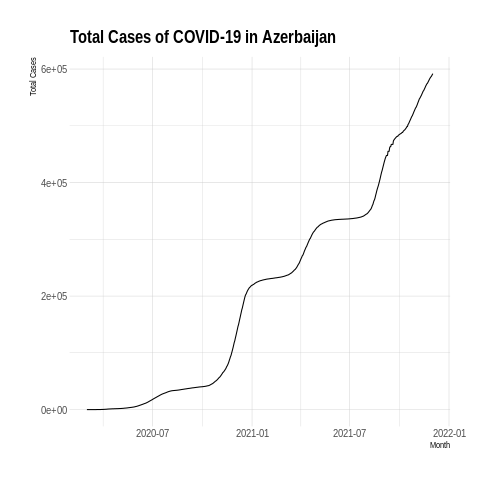 Total Cases of COVID-19 in Azerbaijan
Total Cases
6e+05
4e+05
2e+05
0e+00
2020-07 2021-01 2021-07 2022-01
Month